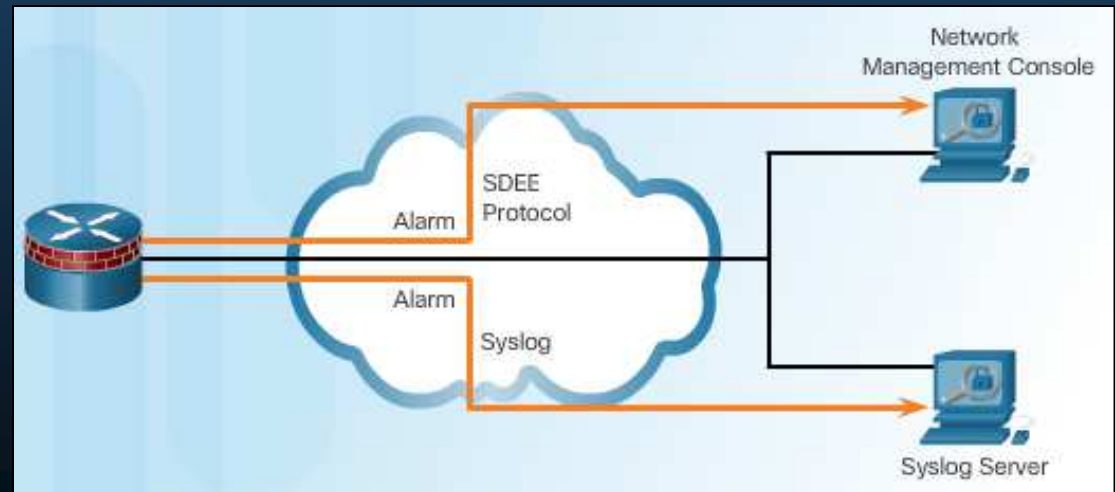 Network
Management Console
SDEE
Protocol
Alarm
Alarm
Syslog
Syslog Server